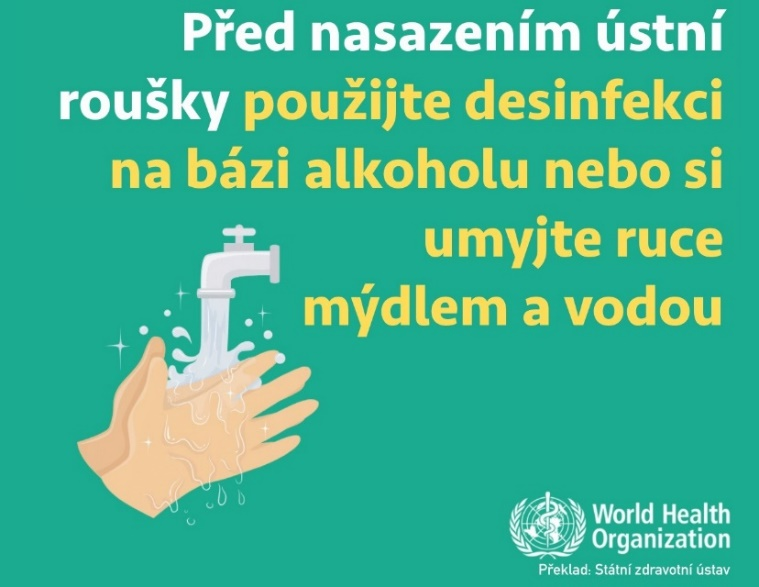 Před nasazením ústní
roušky použijte desinfekci
na bázi alkoholu nebo si
umyjte ruce
mýdlem a vodou
World Health
Organization
Překlad: Státní zdravotní ústav